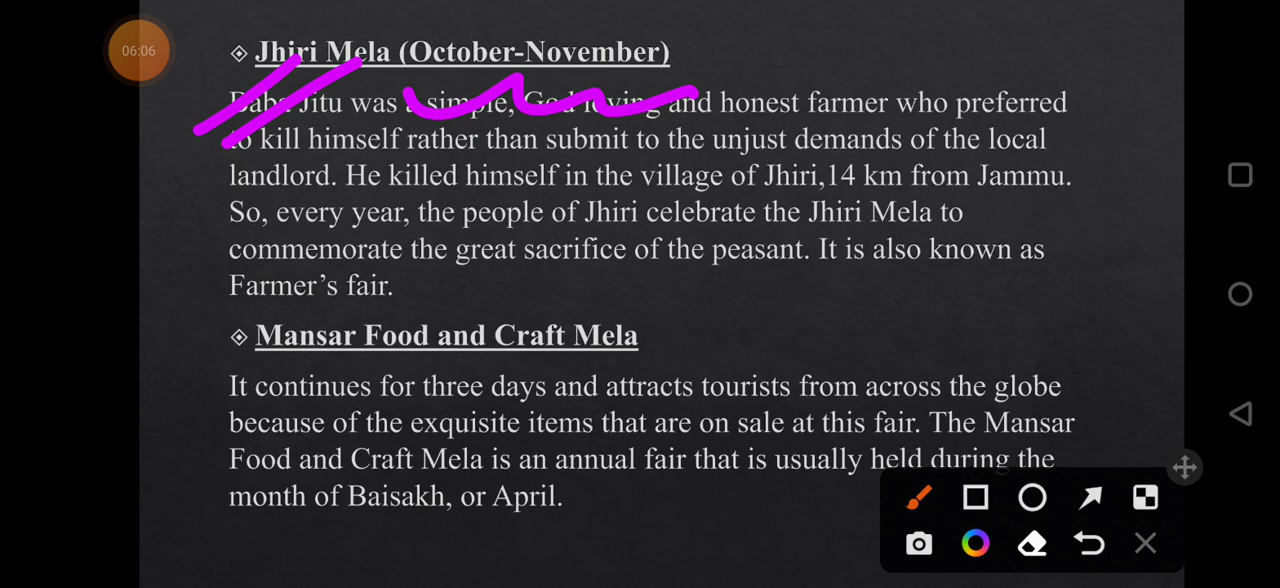 06:06
Jhiri Mela (October-November)
Baba Jitu was a simple, God loving and honest farmer who preferred
to kill himself rather than submit to the unjust demands of the local
landlord. He killed himself in the village of Jhiri,14 km from Jammu.
So, every year, the people of Jhiri celebrate the Jhiri Mela to
commemorate the great sacrifice of the peasant. It is also known as
Farmer’s fair.
Mansar Food and Craft Mela
It continues for three days and attracts tourists from across the globe
because of the exquisite items that are on sale at this fair. The Mansar
Food and Craft Mela is an annual fair that is usually held during the
month of Baisakh, or April.